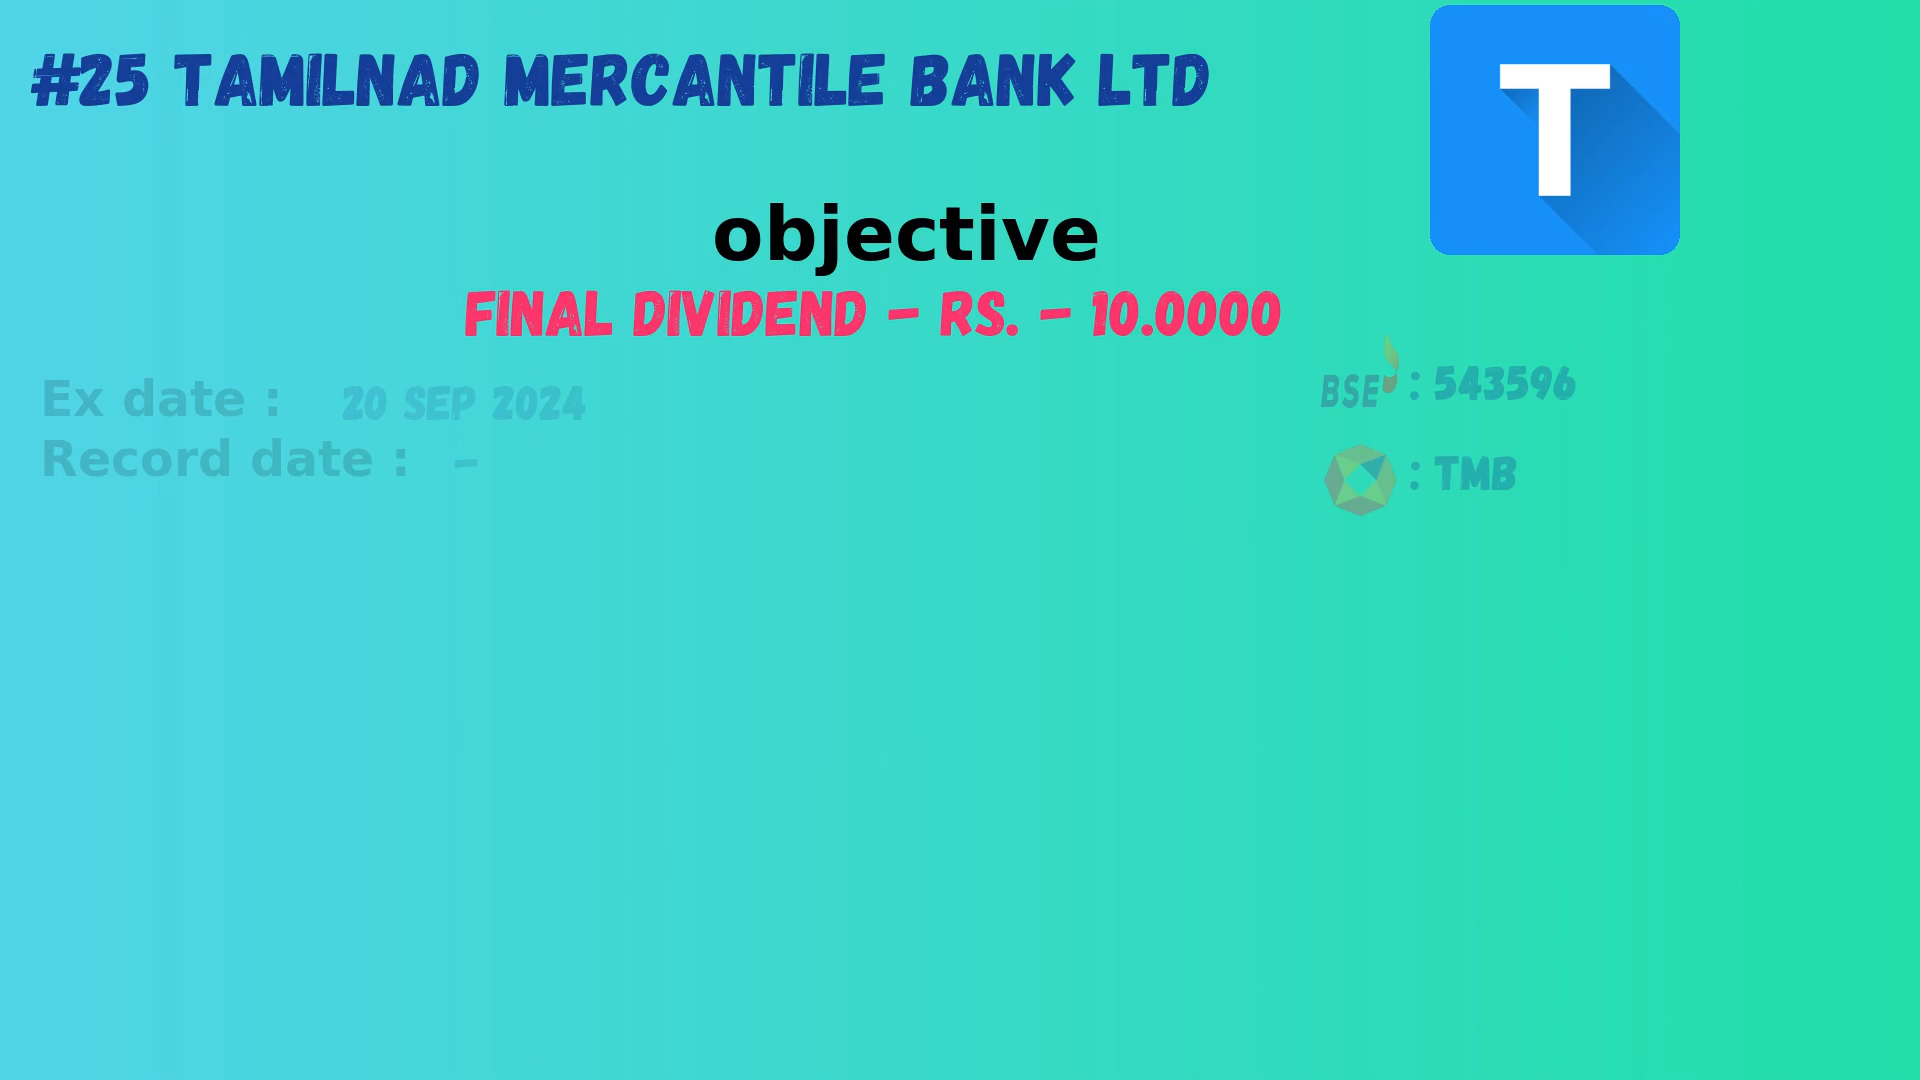 #25 TAMILNAD MERCANTILE BANK LTD
T
objective
FINAL DIVIDEND - RS. - 10.0000
Ex date : 20 SEP 2024
Record date : -
BSE : 543596
: TMB